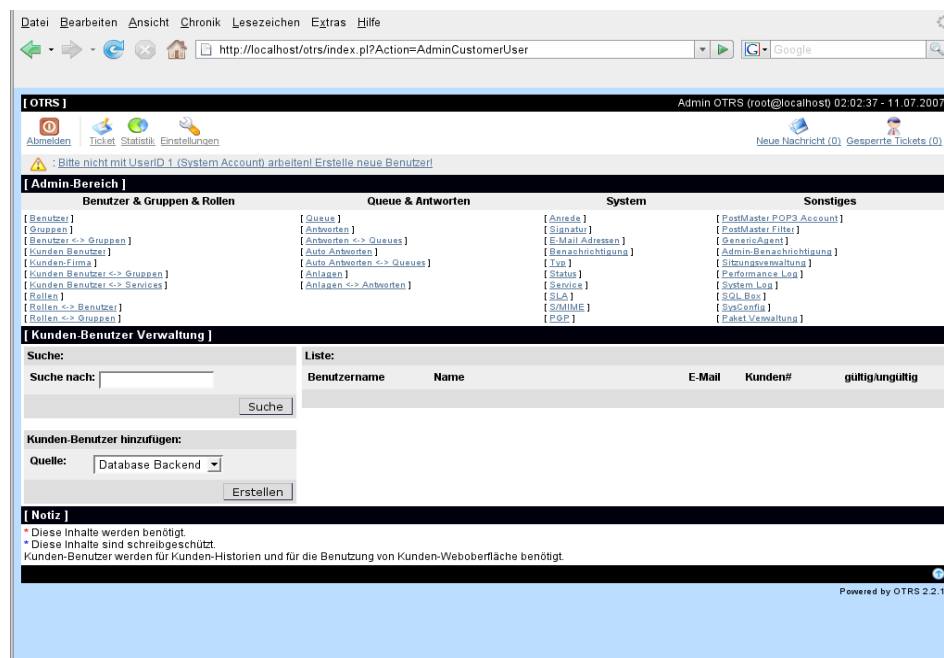 Datei Bearbeiten Ansicht Chronik Lesezeichen Extras Hilfe
http://localhost/otrs/index.pl?Action=AdminCustomerUser
G Google
[ OTRS ] Admin OTRS (root@localhost) 02:02:37 - 11.07.2007
Abmelden Ticket Statistik Einstellungen Neue Nachricht (0) Gesperrte Tickets (0)
: Bitte nicht mit UserID 1 (System Account) arbeiten! Erstelle neue Benutzer!
[ Admin-Bereich ]
Benutzer & Gruppen & Rollen Queue & Antworten System Sonstiges
[ Benutzer ] [ Queue ] [ Anrede ] [ PostMaster POP3 Account ]
[ Gruppen ] [ Antworten ] [ Signatur ] [ PostMaster Filter ]
[ Benutzer <-> Gruppen ] [ Antworten <-> Queues ] [ E-Mail Adressen ] [ GenericAgent ]
[ Kunden Benutzer ] [ Auto Antworten ] [ Benachrichtigung ] [ Admin-Benachrichtigung ]
[ Kunden-Firma ] [ Auto Antworten <-> Queues ] [ Typ ] [ Sitzungsverwaltung ]
[ Kunden Benutzer <-> Gruppen ] [ Anlagen ] [ Status ] [ Performance Log ]
[ Kunden Benutzer <-> Services ] [ Anlagen <-> Antworten ] [ Service ] [ System Log ]
[ Rollen ] [ SLA ] [ SQL Box ]
[ Rollen <-> Benutzer ] [ S/MIME ] [ SysConfig ]
[ Rollen <-> Gruppen ] [ PGP ] [ Paket Verwaltung ]
[ Kunden-Benutzer Verwaltung ]
Suche: Liste:
Suche nach: Benutzername Name E-Mail Kunden# gültig/ungültig
Suche
Kunden-Benutzer hinzufügen:
Quelle: Database Backend
Erstellen
[ Notiz ]
* Diese Inhalte werden benötigt.
* Diese Inhalte sind schreibgeschützt.
Kunden-Benutzer werden für Kunden-Historien und für die Benutzung von Kunden-Weboberfläche benötigt.
Powered by OTRS 2.2.1